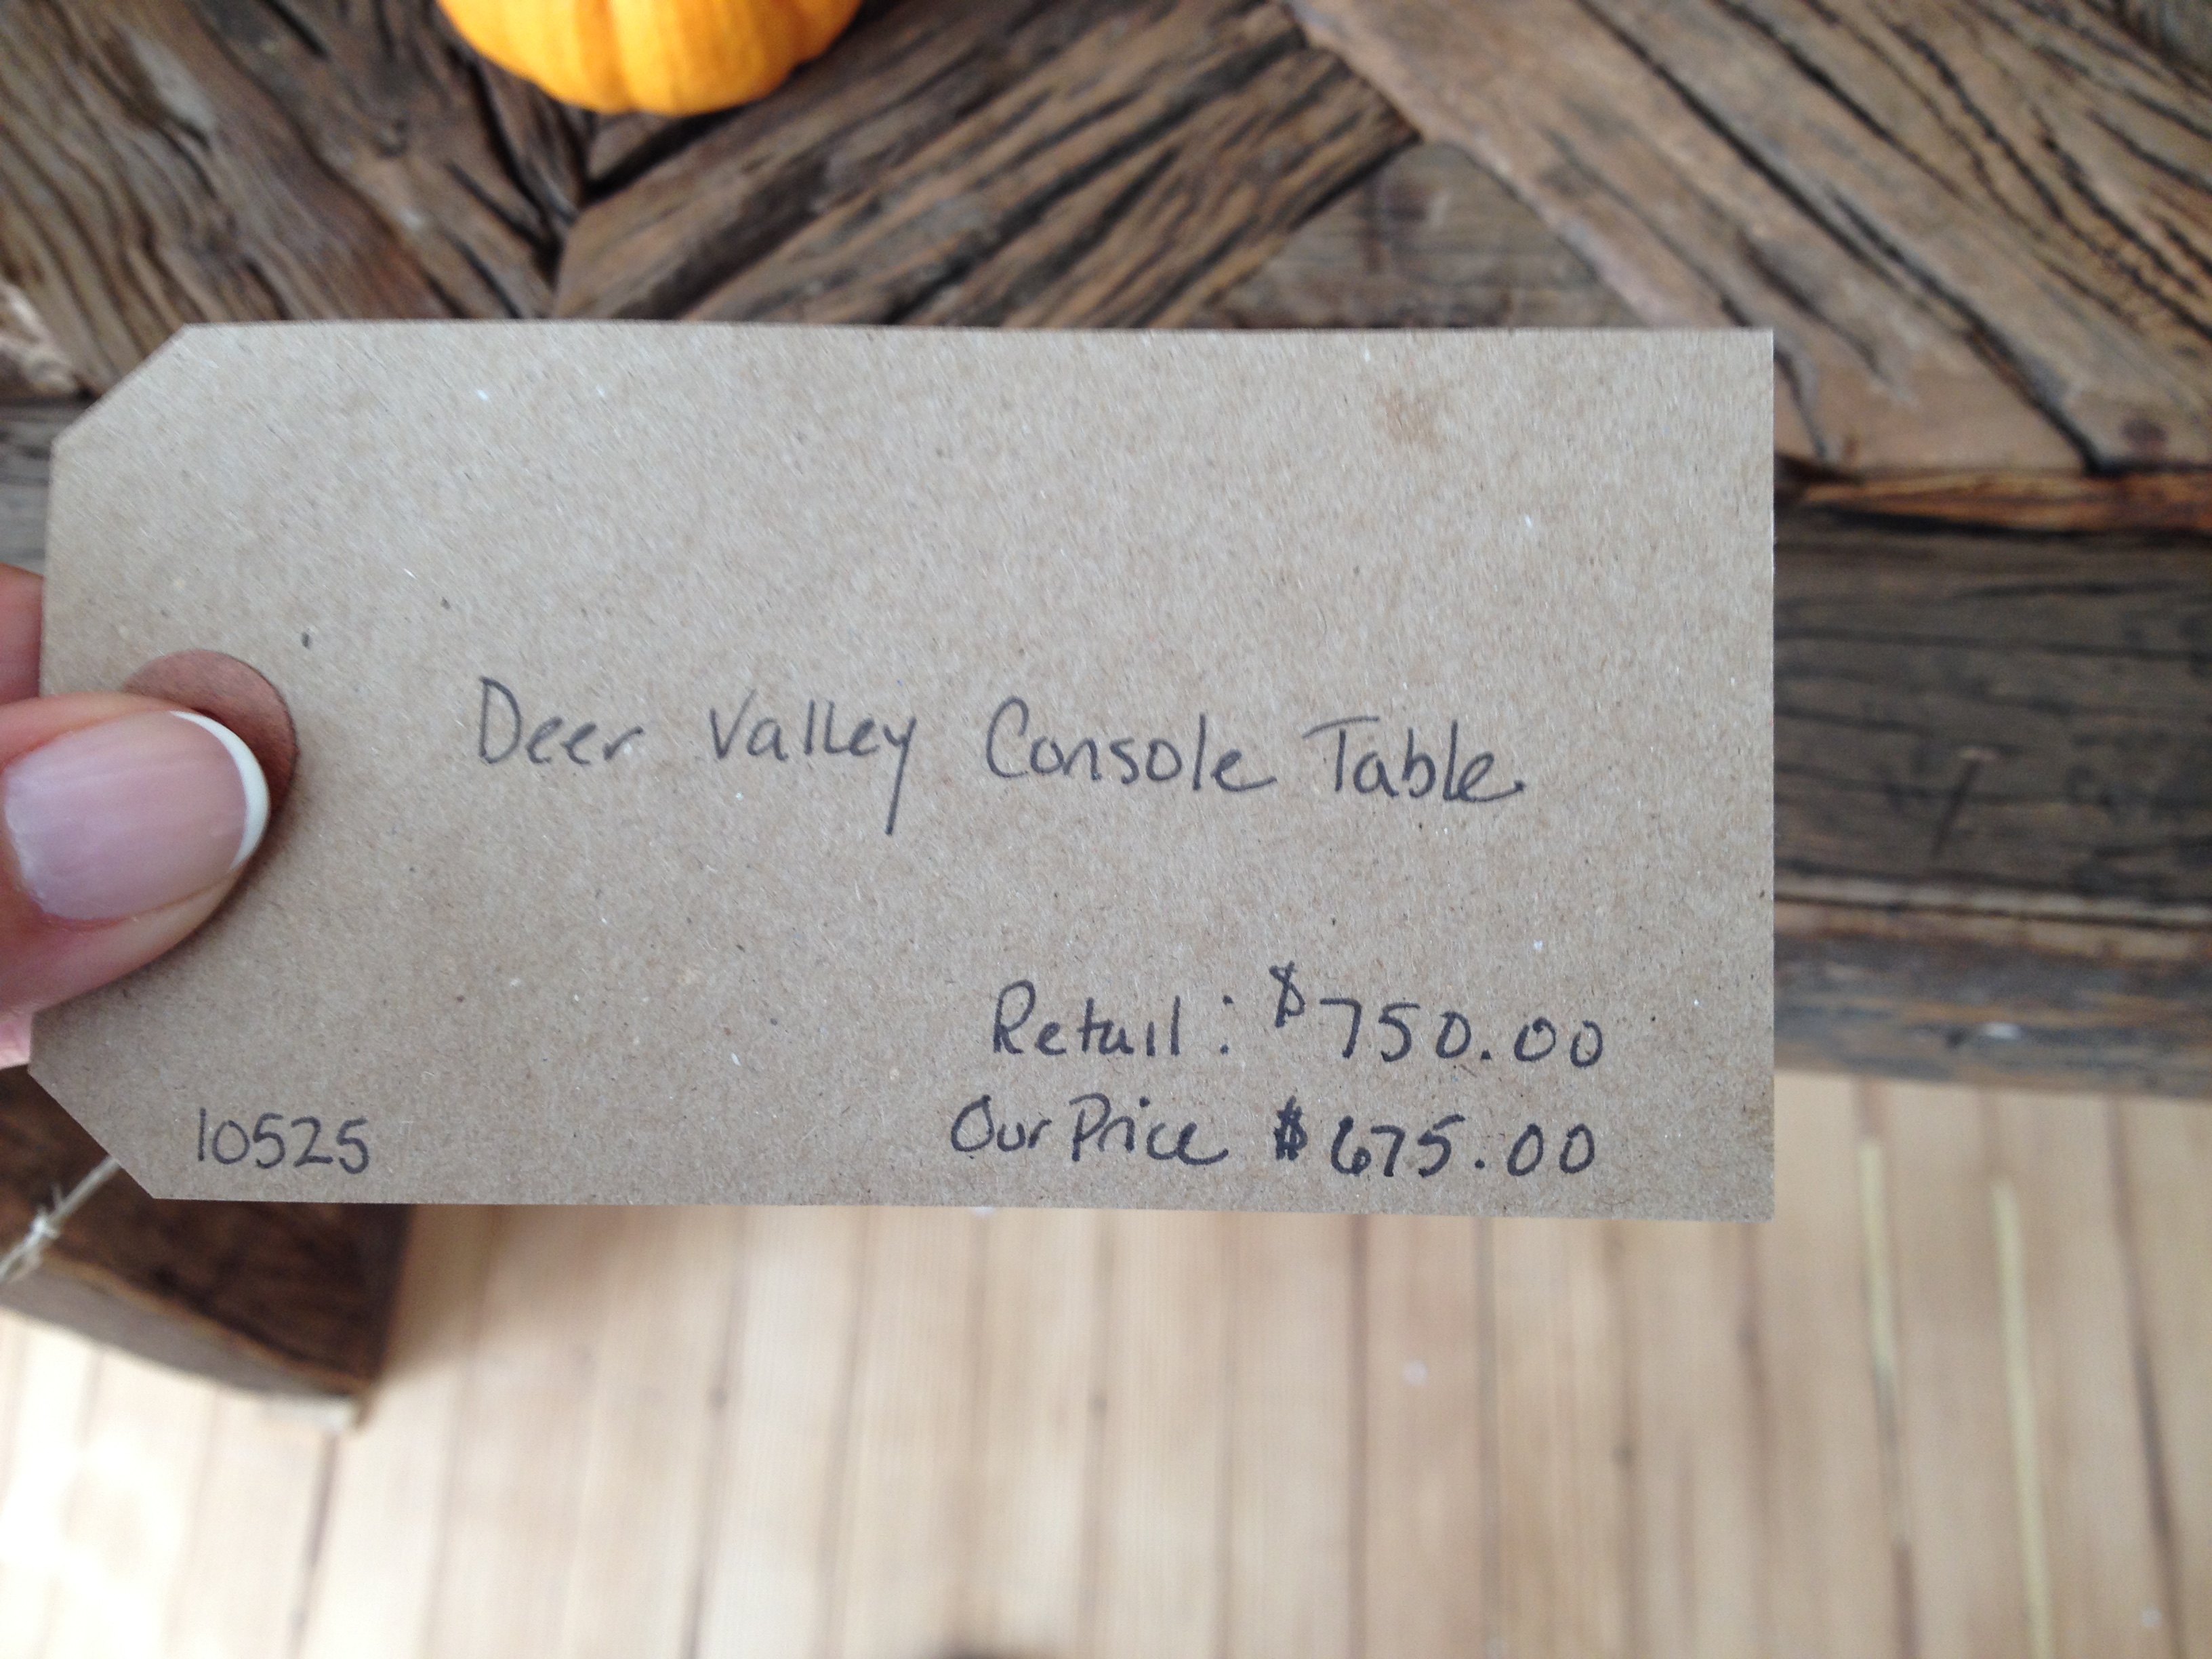 Deer Valley Console Table
Retail: $750.00
Our Price $675.00
10525